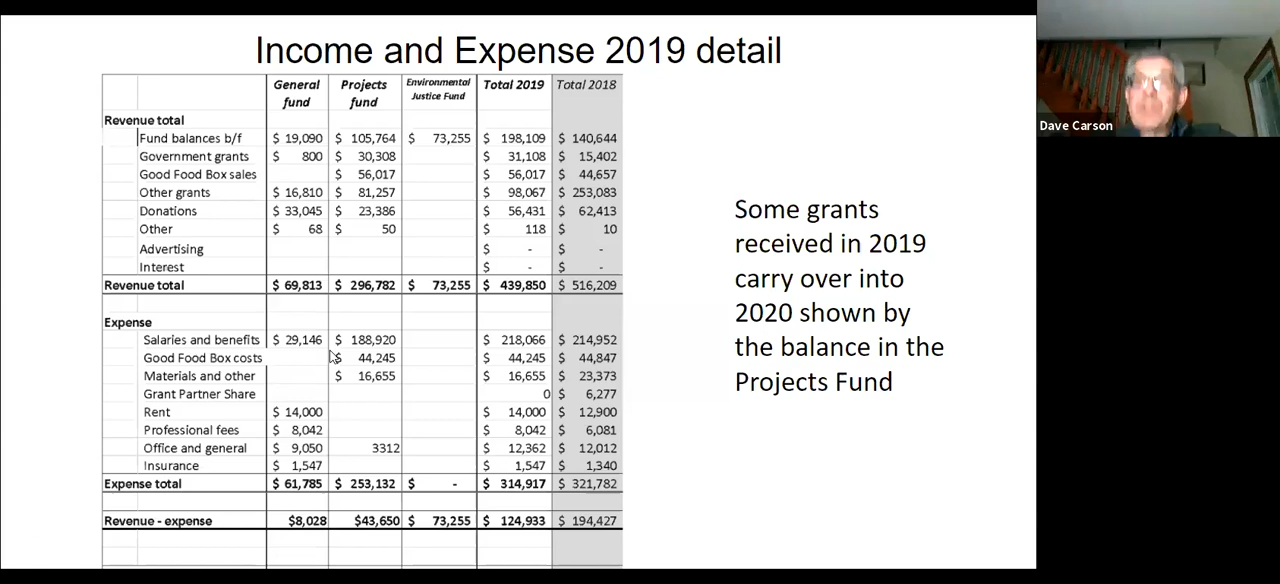 Income and Expense 2019 detail
General fund Projects fund Environmental Justice Fund Total 2019 Total 2018
Revenue total
Fund balances b/f $ 19,090 $ 105,764 $ 73,255 $ 198,109 $ 140,644
Government grants $ 800 $ 30,308 $ 31,108 $ 15,402
Good Food Box sales $ 56,017 $ 56,017 $ 44,657
Other grants $ 16,810 $ 81,257 $ 98,067 $ 253,083
Donations $ 33,045 $ 23,386 $ 56,431 $ 62,413
Other $ 68 $ 50 $ 118 $ 10
Advertising $ - $ -
Interest $ - $ -
Revenue total $ 69,813 $ 296,782 $ 73,255 $ 439,850 $ 516,209
Expense
Salaries and benefits $ 29,146 $ 188,920 $ 218,066 $ 214,952
Good Food Box costs $ 44,245 $ 44,245 $ 44,847
Materials and other $ 16,655 $ 16,655 $ 23,373
Grant Partner Share 0 $ 6,277
Rent $ 14,000 $ 14,000 $ 12,900
Professional fees $ 8,042 $ 8,042 $ 6,081
Office and general $ 9,050 3312 $ 12,362 $ 12,012
Insurance $ 1,547 $ 1,547 $ 1,340
Expense total $ 61,785 $ 253,132 $ - $ 314,917 $ 321,782
Revenue - expense $8,028 $43,650 $ 73,255 $ 124,933 $ 194,427
Some grants
received in 2019
carry over into
2020 shown by
the balance in the
Projects Fund
Dave Carson